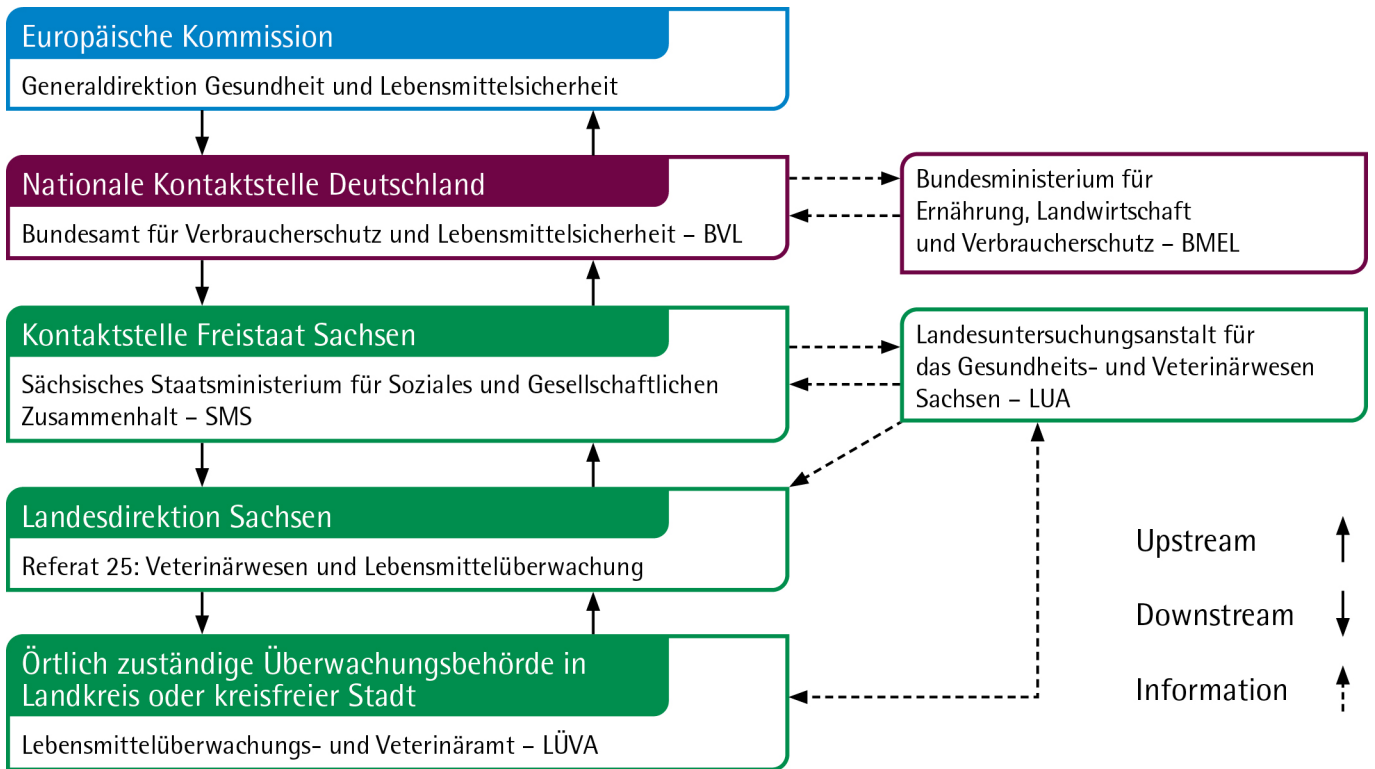 Europäische Kommission
Generaldirektion Gesundheit und Lebensmittelsicherheit
Nationale Kontaktstelle Deutschland
Bundesamt für Verbraucherschutz und Lebensmittelsicherheit – BVL
Bundesministerium für
Ernährung, Landwirtschaft
und Verbraucherschutz – BMEL
Kontaktstelle Freistaat Sachsen
Sächsisches Staatsministerium für Soziales und Gesellschaftlichen
Zusammenhalt – SMS
Landesuntersuchungsanstalt für
das Gesundheits- und Veterinärwesen
Sachsen – LUA
Landesdirektion Sachsen
Referat 25: Veterinärwesen und Lebensmittelüberwachung
Örtlich zuständige Überwachungsbehörde in
Landkreis oder kreisfreier Stadt
Lebensmittelüberwachungs- und Veterinäramt – LÜVA
Upstream
Downstream
Information